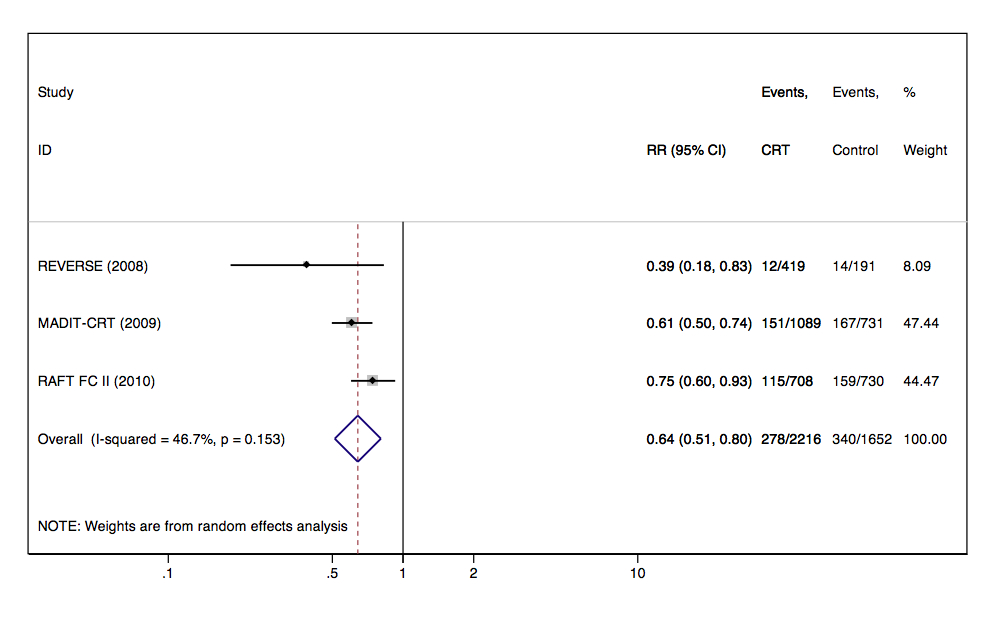 Study Events, Events, %
ID RR (95% CI) CRT Control Weight
REVERSE (2008) 0.39 (0.18, 0.83) 12/419 14/191 8.09
MADIT-CRT (2009) 0.61 (0.50, 0.74) 151/1089 167/731 47.44
RAFT FC II (2010) 0.75 (0.60, 0.93) 115/708 159/730 44.47
Overall (I-squared = 46.7%, p = 0.153) 0.64 (0.51, 0.80) 278/2216 340/1652 100.00
NOTE: Weights are from random effects analysis
.1 .5 1 2 10